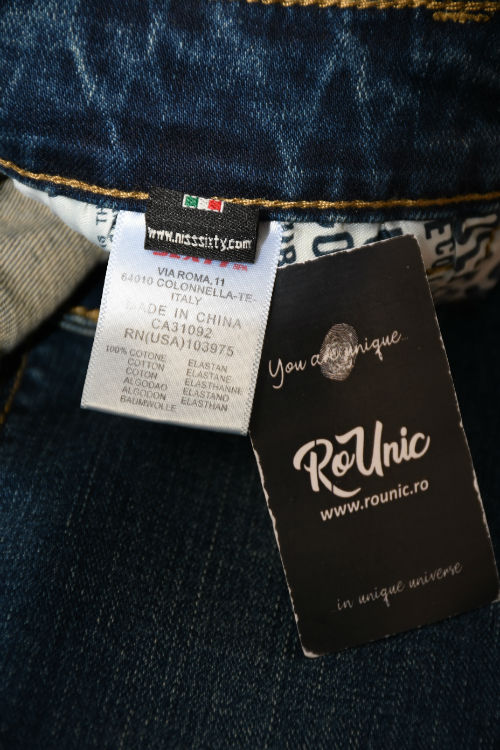 www.nisssixty.com
SIXTY
VIA ROMA, 11
64010 COLONNELLA-TE-
ITALY
MADE IN CHINA
CA31092
RN(USA)103975
100% COTONE ELASTAN
COTTON ELASTANE
COTON ELASTHANNE
ALGODAO ELASTANO
ALGODON ELASTHAN
BAUMWOLLE
You are unique...
RoUnic
www.rounic.ro
...in unique universe